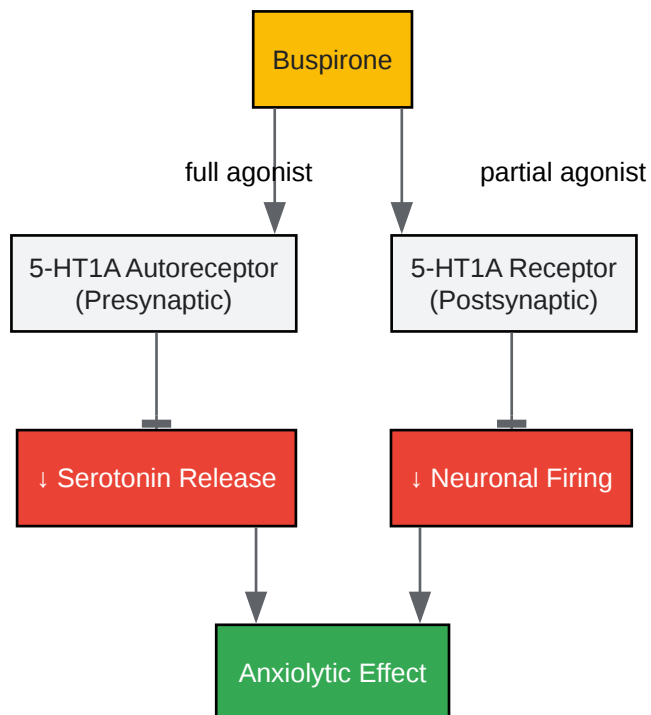 Buspirone
full agonist
partial agonist
5-HT1A Autoreceptor
(Presynaptic)
5-HT1A Receptor
(Postsynaptic)
↓ Serotonin Release
↓ Neuronal Firing
Anxiolytic Effect